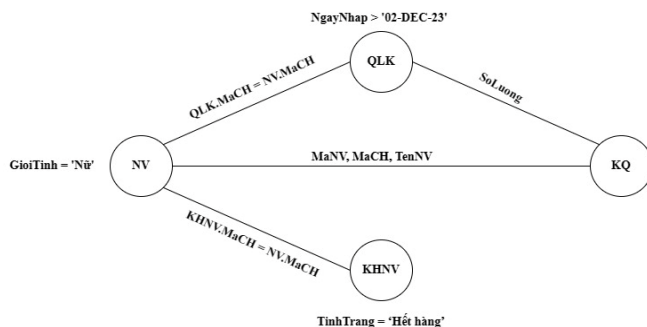 NgayNhap > '02-DEC-23'
QLK
QLK.MaCH = NV.MaCH
SoLuong
GioiTinh = 'Nữ'
NV
MaNV, MaCH, TenNV
KQ
KHNV.MaCH = NV.MaCH
KHNV
TinhTrang = ‘Hết hàng’